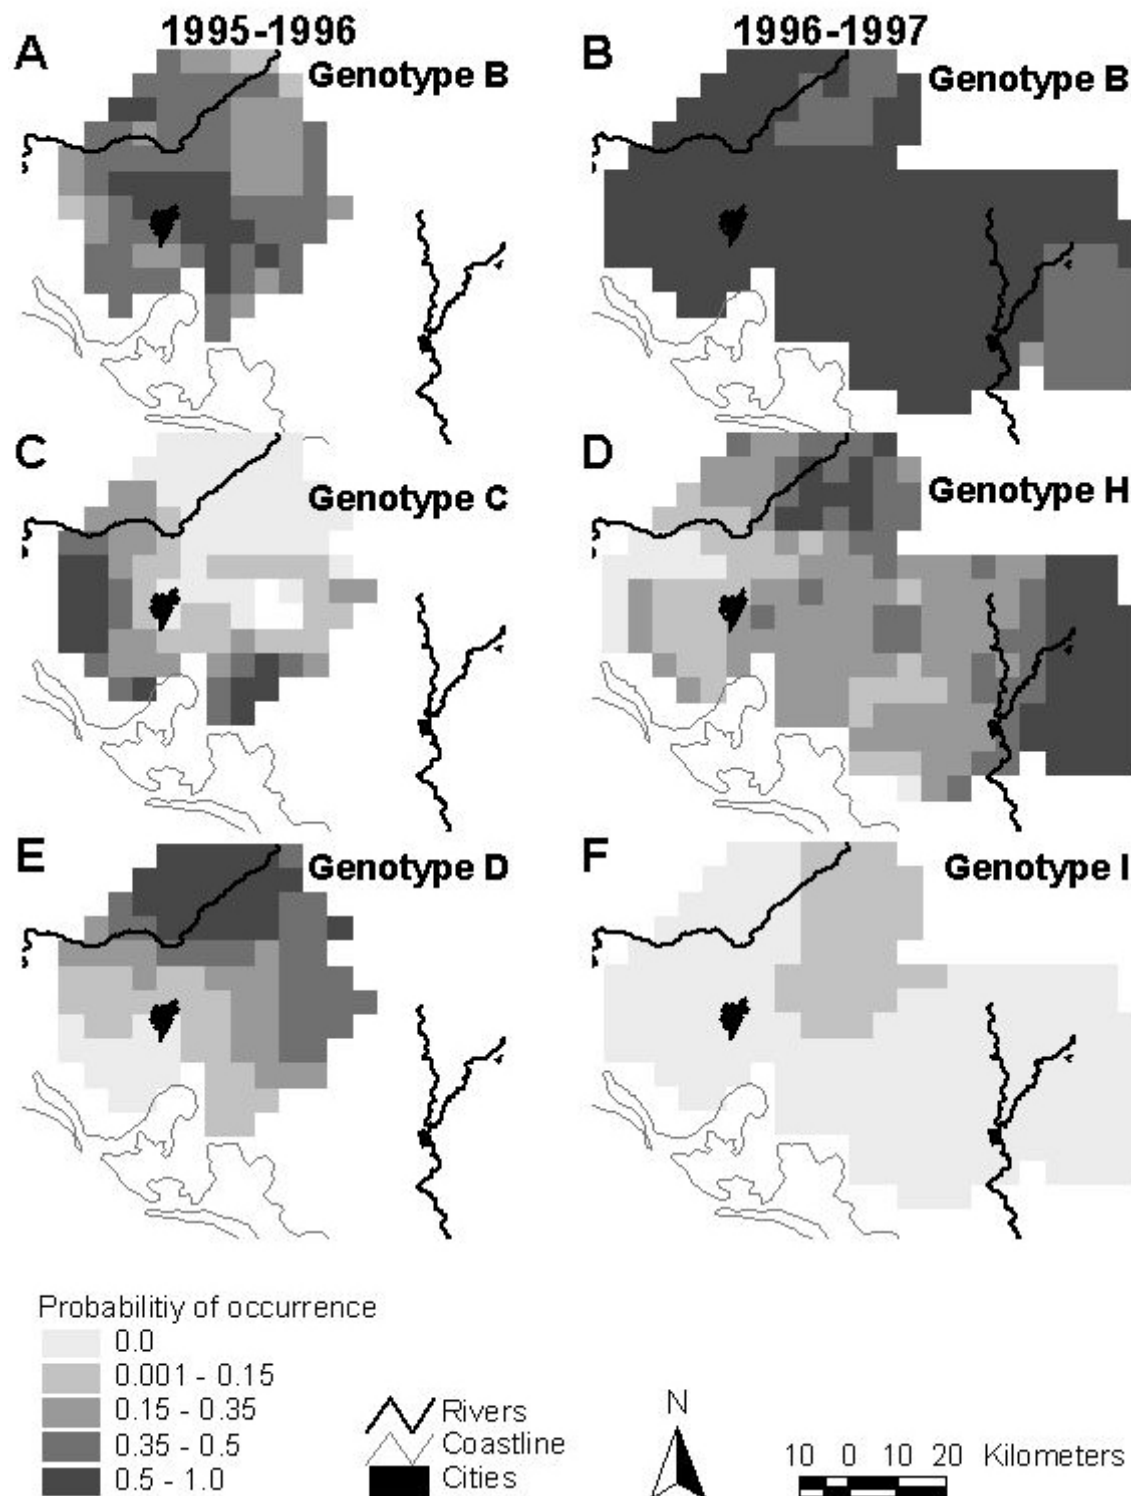 1995-1996
1996-1997
A
Genotype B
B
Genotype B
C
Genotype C
D
Genotype H
E
Genotype D
F
Genotype I
Probabilitiy of occurrence
0.0
0.001 - 0.15
0.15 - 0.35
0.35 - 0.5
0.5 - 1.0
Rivers
Coastline
Cities
N
10 0 10 20 Kilometers